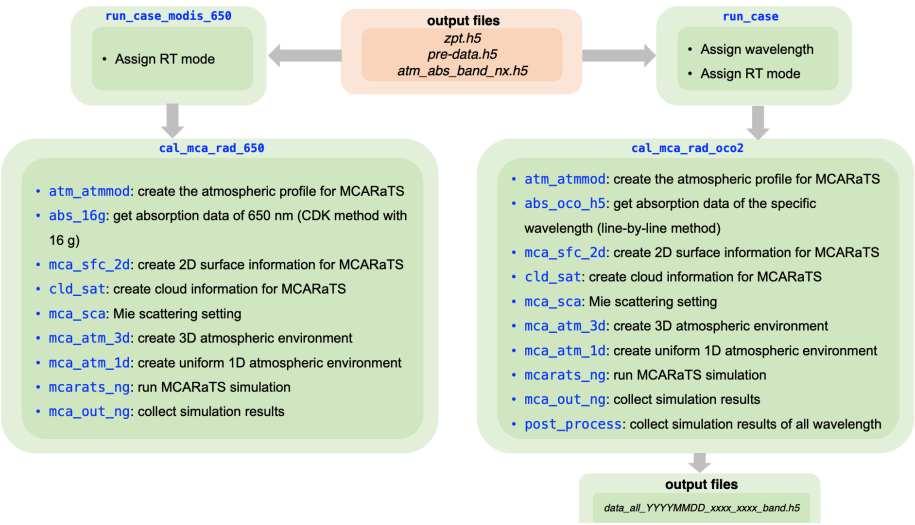 run_case_modis_650
• Assign RT mode
output files
zpt.h5
pre-data.h5
atm_abs_band_nx.h5
run_case
• Assign wavelength
• Assign RT mode
cal_mca_rad_650
• atm_atmmod: create the atmospheric profile for MCARaTS
• abs_16g: get absorption data of 650 nm (CDK method with
16 g)
• mca_sfc_2d: create 2D surface information for MCARaTS
• cld_sat: create cloud information for MCARaTS
• mca_sca: Mie scattering setting
• mca_atm_3d: create 3D atmospheric environment
• mca_atm_1d: create uniform 1D atmospheric environment
• mcarats_ng: run MCARaTS simulation
• mca_out_ng: collect simulation results
cal_mca_rad_oco2
• atm_atmmod: create the atmospheric profile for MCARaTS
• abs_oco_h5: get absorption data of the specific
wavelength (line-by-line method)
• mca_sfc_2d: create 2D surface information for MCARaTS
• cld_sat: create cloud information for MCARaTS
• mca_sca: Mie scattering setting
• mca_atm_3d: create 3D atmospheric environment
• mca_atm_1d: create uniform 1D atmospheric environment
• mcarats_ng: run MCARaTS simulation
• mca_out_ng: collect simulation results
• post_process: collect simulation results of all wavelength
output files
data_all_YYYYMMDD_xxxx_xxxx_band.h5